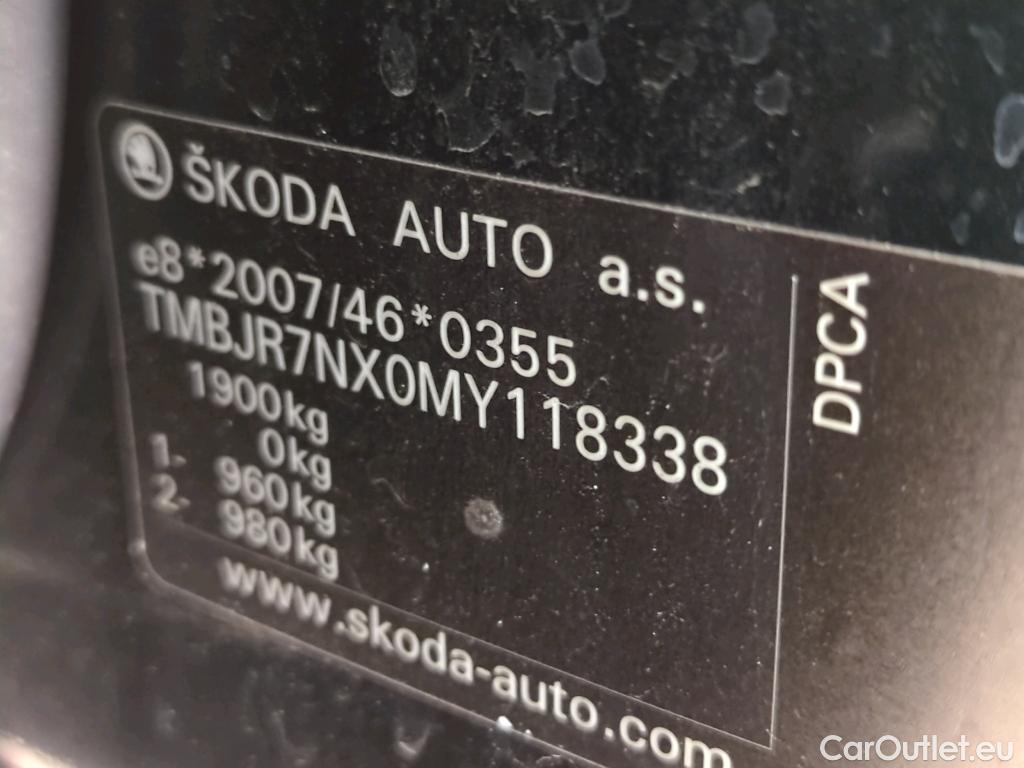 ŠKODA AUTO a.s.
e8*2007/46*0355
TMBJR7NX0MY118338
1900kg
0kg
1- 960kg
2- 980kg
www.skoda-auto.com
DPCA
CarOutlet.eu